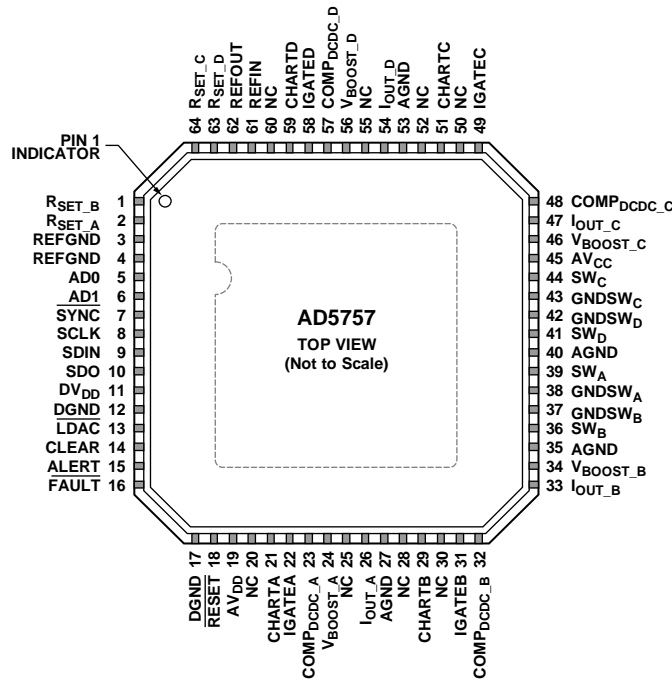 64 RSET_C
63 RSET_D
62 REFOUT
61 REFIN
60 NC
59 CHARTD
58 IGATED
57 COMPDCDC_D
56 VBOOST_D
55 NC
54 IOUT_D
53 AGND
52 NC
51 CHARTC
50 NC
49 IGATEC
PIN 1
INDICATOR
RSET_B 1
RSET_A 2
REFGND 3
REFGND 4
AD0 5
AD1 6
SYNC 7
SCLK 8
SDIN 9
SDO 10
DVDD 11
DGND 12
LDAC 13
CLEAR 14
ALERT 15
FAULT 16
AD5757
TOP VIEW
(Not to Scale)
48 COMPDCDC_C
47 IOUT_C
46 VBOOST_C
45 AVCC
44 SWC
43 GNDSWC
42 GNDSWD
41 SWD
40 AGND
39 SWA
38 GNDSWA
37 GNDSWB
36 SWB
35 AGND
34 VBOOST_B
33 IOUT_B
DGND 17
RESET 18
AVDD 19
NC 20
CHARTA 21
IGATEA 22
COMPDCDC_A 23
VBOOST_A 24
NC 25
IOUT_A 26
AGND 27
NC 28
CHARTB 29
NC 30
IGATEB 31
COMPDCDC_B 32